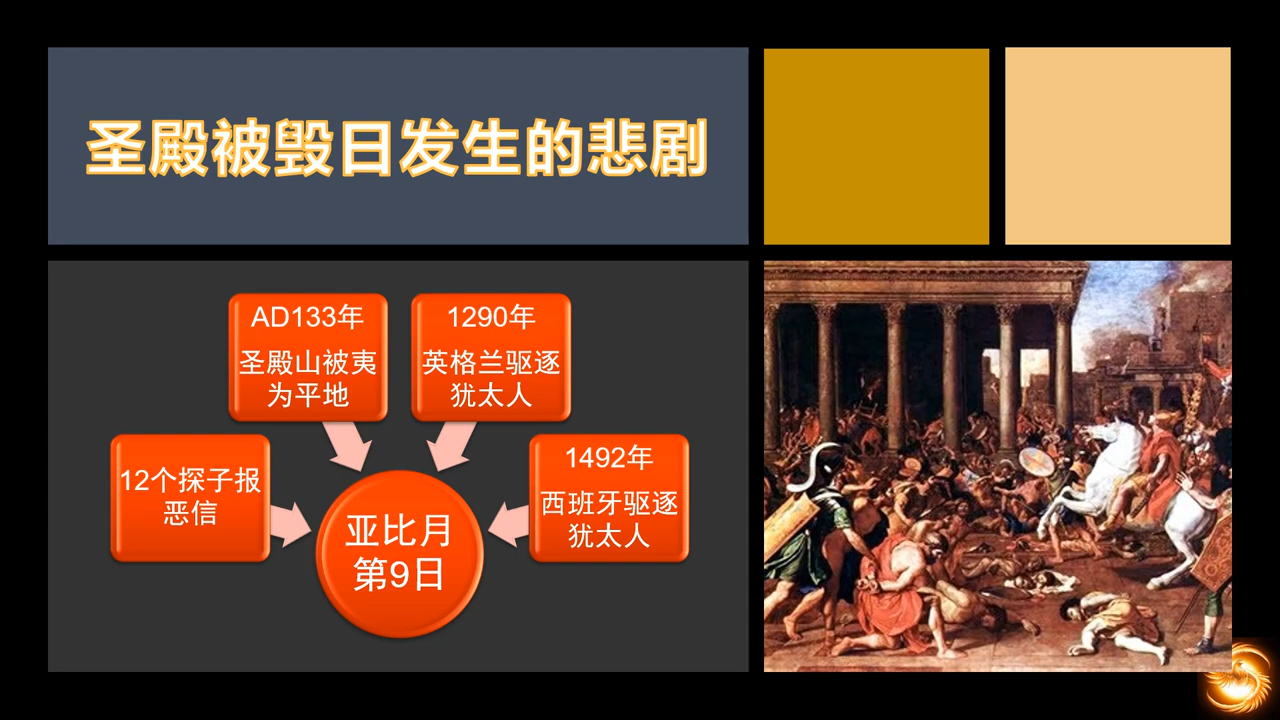 圣殿被毁日发生的悲剧
AD133年
圣殿山被夷
为平地
1290年
英格兰驱逐
犹太人
12个探子报
恶信
1492年
西班牙驱逐
犹太人
亚比月
第9日